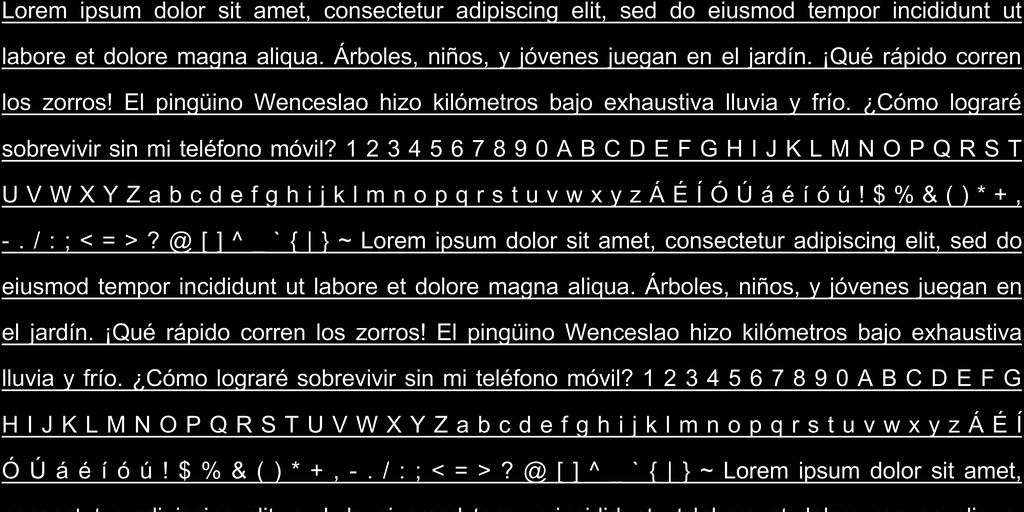 Lorem ipsum dolor sit amet, consectetur adipiscing elit, sed do eiusmod tempor incididunt ut
labore et dolore magna aliqua. Árboles, niños, y jóvenes juegan en el jardín. ¡Qué rápido corren
los zorros! El pingüino Wenceslao hizo kilómetros bajo exhaustiva lluvia y frío. ¿Cómo lograré
sobrevivir sin mi teléfono móvil? 1 2 3 4 5 6 7 8 9 0 A B C D E F G H I J K L M N O P Q R S T
U V W X Y Z a b c d e f g h i j k l m n o p q r s t u v w x y z Á É Í Ó Ú á é í ó ú ! $ % & ( ) * + ,
- . / : ; < = > ? @ [ ] ^ _ ` { | } ~ Lorem ipsum dolor sit amet, consectetur adipiscing elit, sed do
eiusmod tempor incididunt ut labore et dolore magna aliqua. Árboles, niños, y jóvenes juegan en
el jardín. ¡Qué rápido corren los zorros! El pingüino Wenceslao hizo kilómetros bajo exhaustiva
lluvia y frío. ¿Cómo lograré sobrevivir sin mi teléfono móvil? 1 2 3 4 5 6 7 8 9 0 A B C D E F G
H I J K L M N O P Q R S T U V W X Y Z a b c d e f g h i j k l m n o p q r s t u v w x y z Á É Í
Ó Ú á é í ó ú ! $ % & ( ) * + , - . / : ; < = > ? @ [ ] ^ _ ` { | } ~ Lorem ipsum dolor sit amet,